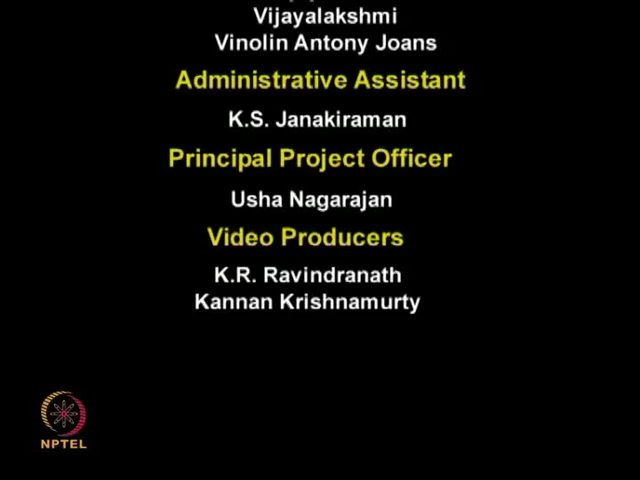 Vijayalakshmi
Vinolin Antony Joans
Administrative Assistant
K.S. Janakiraman
Principal Project Officer
Usha Nagarajan
Video Producers
K.R. Ravindranath
Kannan Krishnamurty
NPTEL